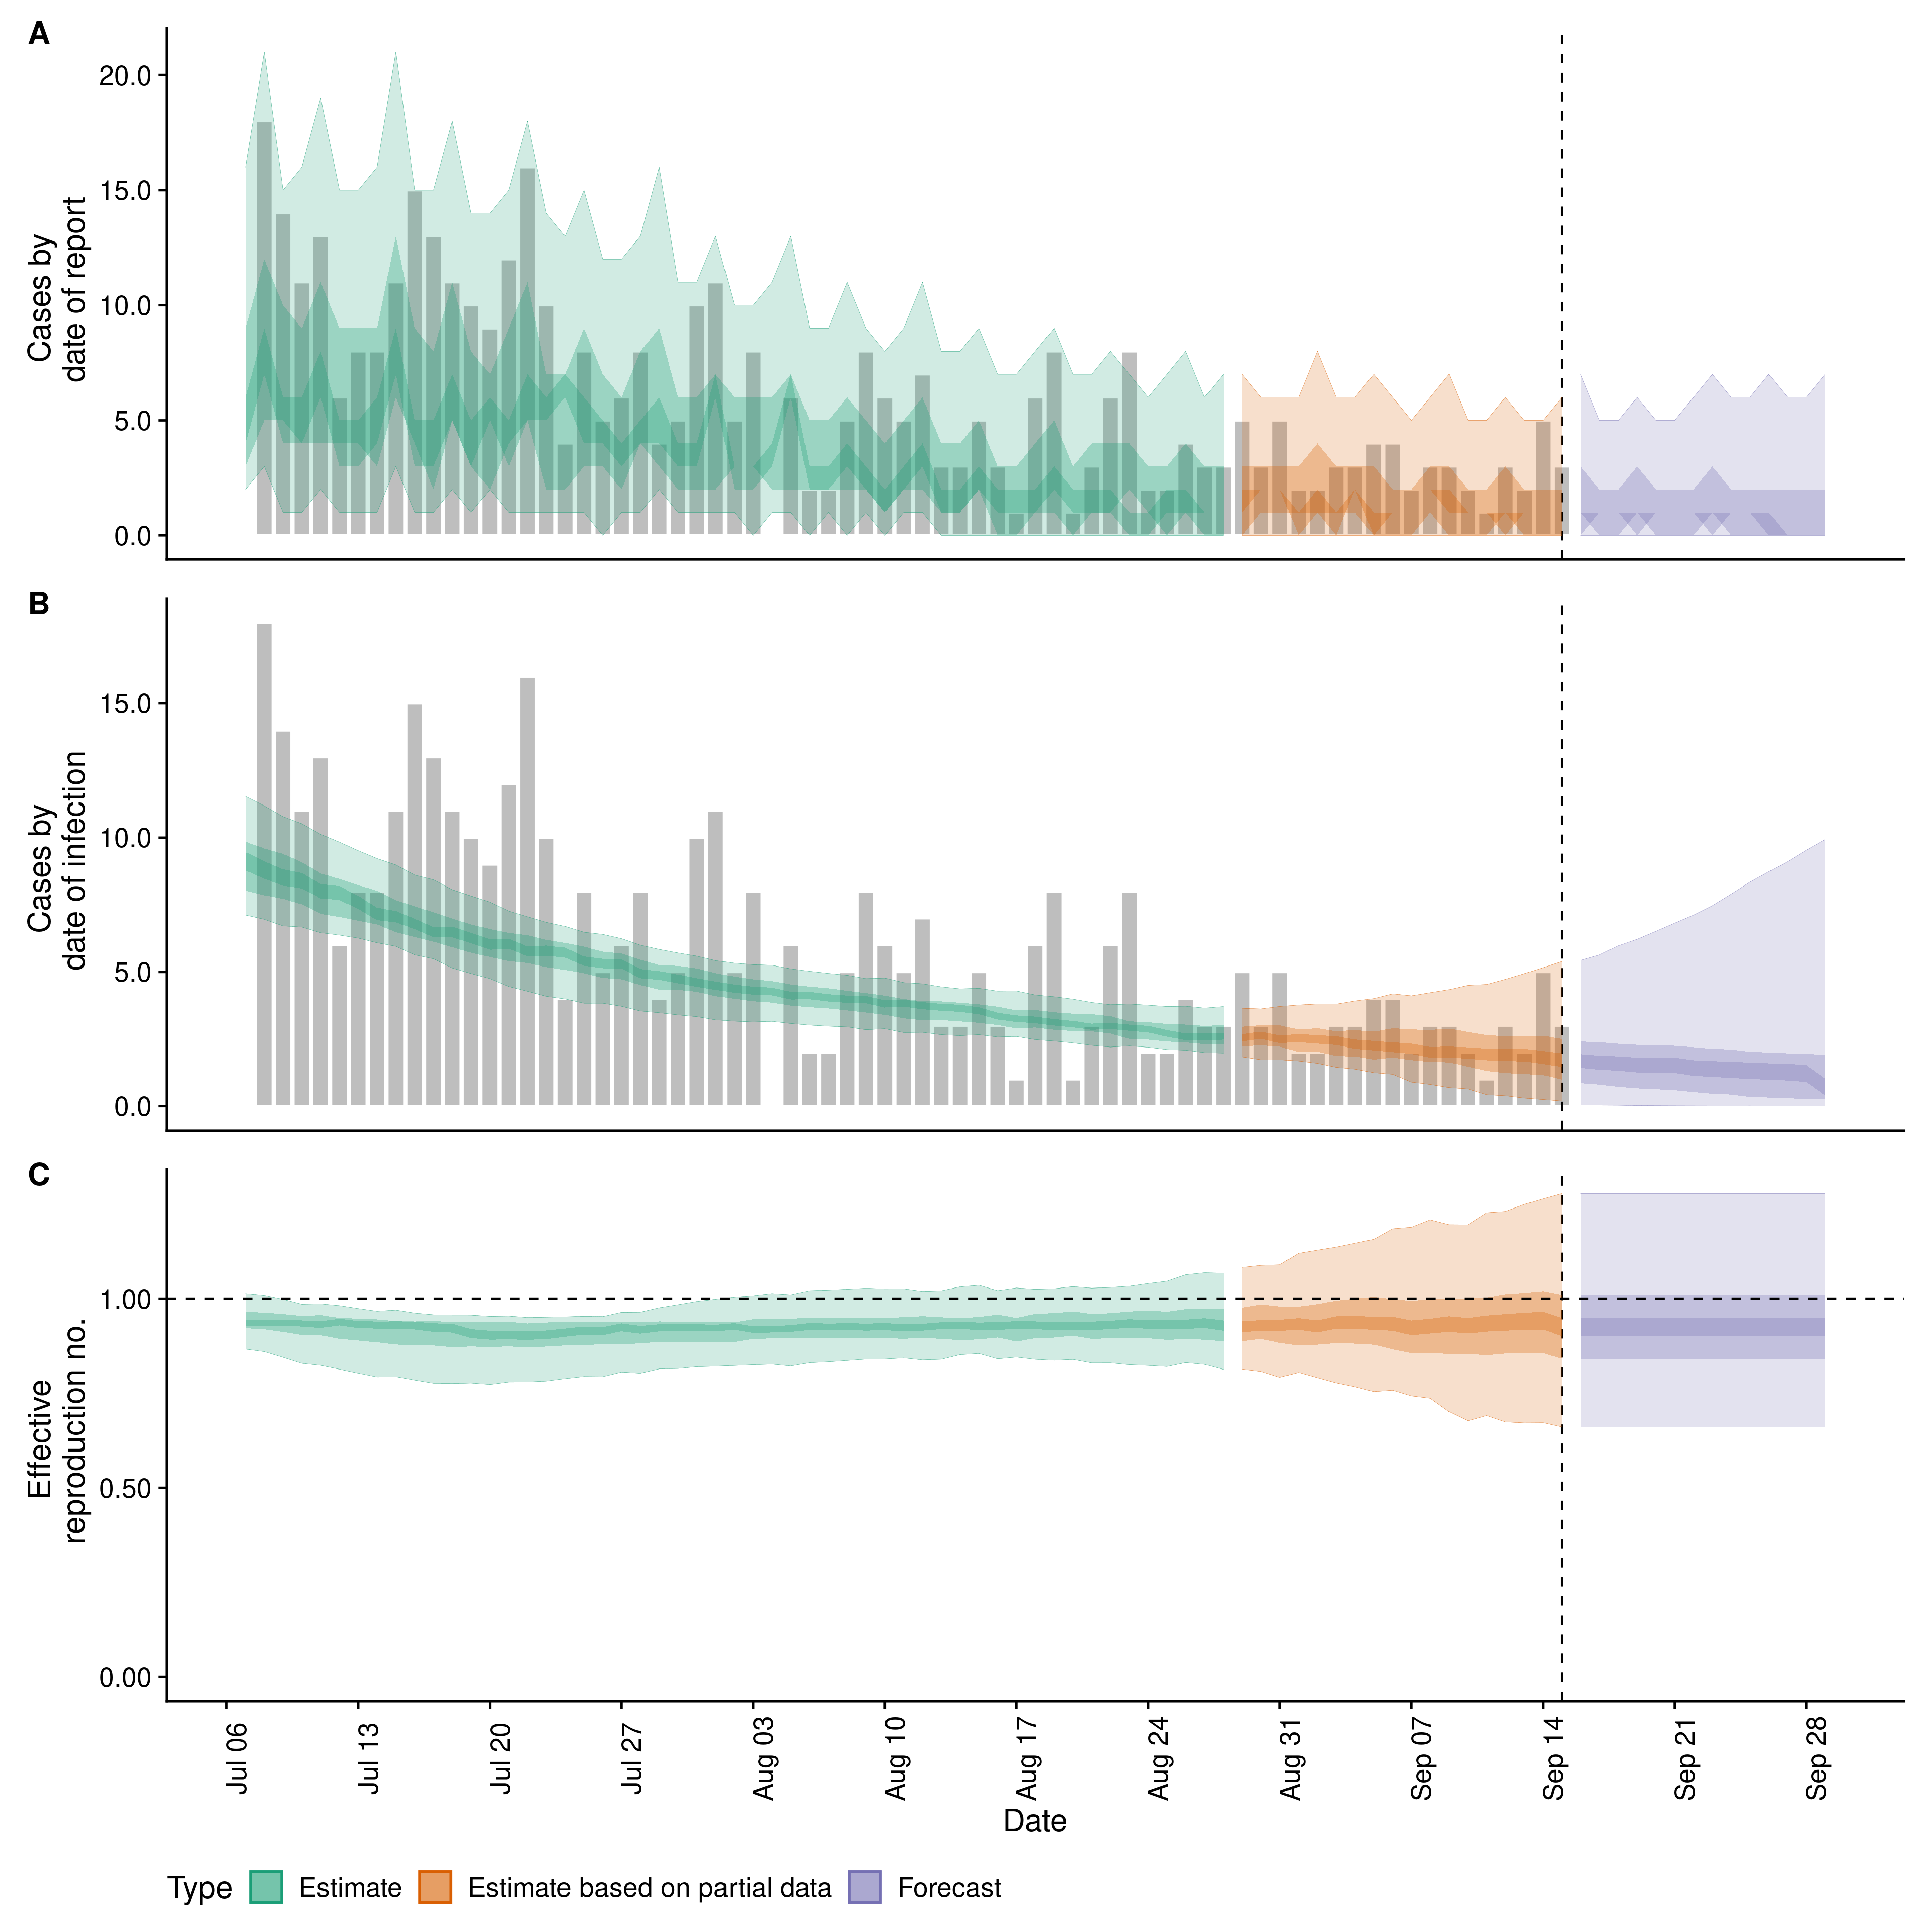 A
Cases by
date of report
20.0
15.0
10.0
5.0
0.0
B
Cases by
date of infection
15.0
10.0
5.0
0.0
C
Effective
reproduction no.
1.00
0.50
0.00
Jul 06
Jul 13
Jul 20
Jul 27
Aug 03
Aug 10
Aug 17
Aug 24
Aug 31
Sep 07
Sep 14
Sep 21
Sep 28
Date
Type Estimate Estimate based on partial data Forecast